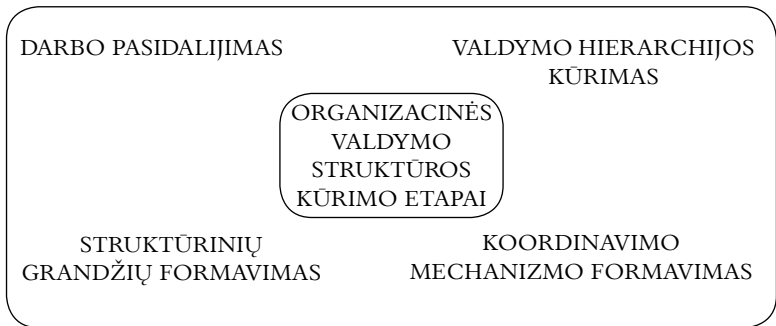 DARBO PASIDALIJIMAS
VALDYMO HIERARCHIJOS
KŪRIMAS
ORGANIZACINĖS
VALDYMO
STRUKTŪROS
KŪRIMO ETAPAI
STRUKTŪRINIŲ
GRANDŽIŲ FORMAVIMAS
KOORDINAVIMO
MECHANIZMO FORMAVIMAS